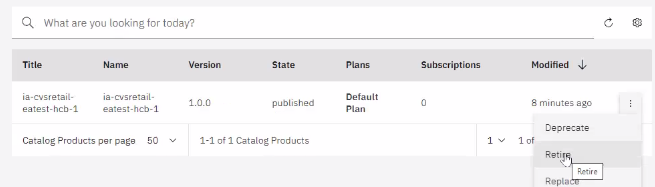 What are you looking for today?
Title Name Version State Plans Subscriptions Modified
ia-cvsretail-
eatest-hcb-1
ia-cvsretail-
eatest-hcb-1
1.0.0
published
Default
Plan
0
8 minutes ago
Deprecate
Catalog Products per page 50
1-1 of 1 Catalog Products
1
1 of
Retire
Retire
Replace